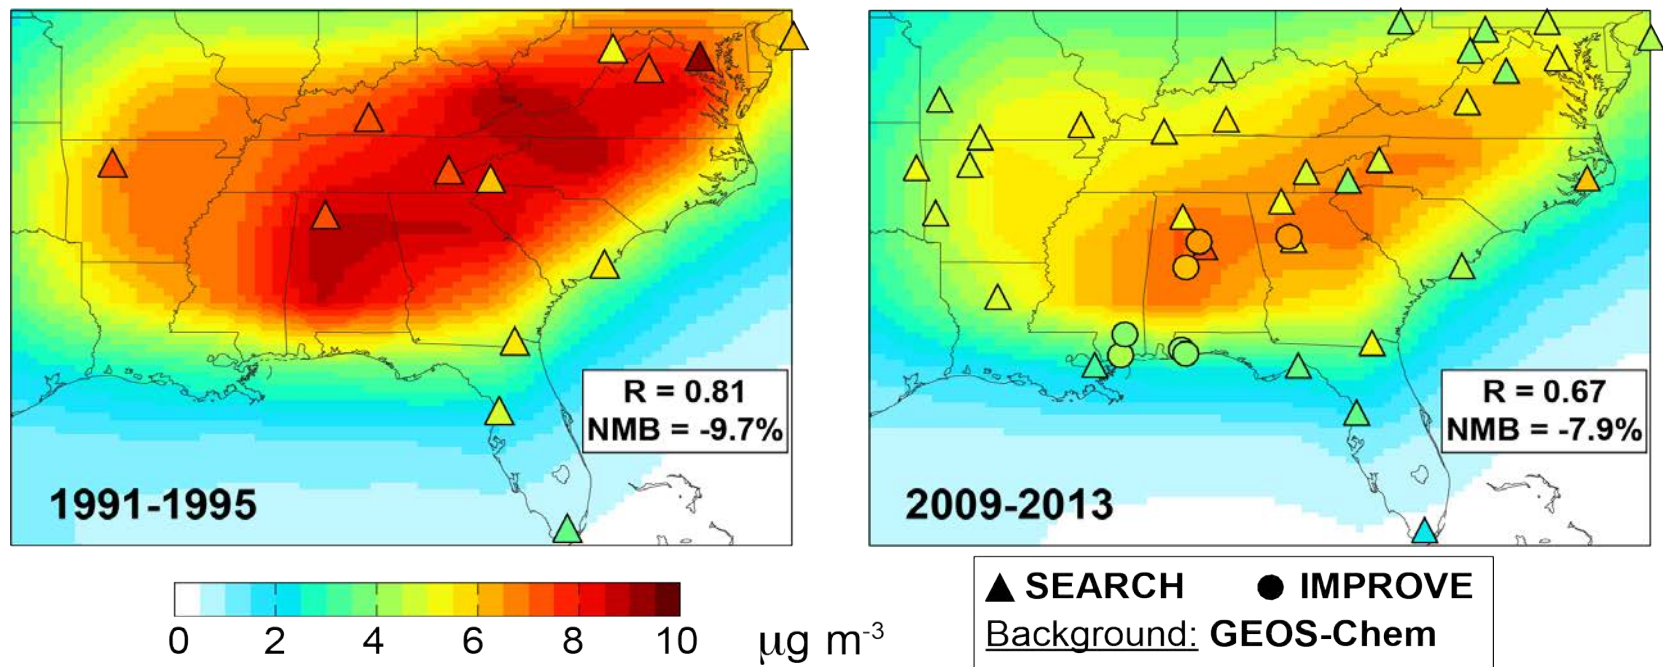 R = 0.81
NMB = -9.7%
1991-1995
R = 0.67
NMB = -7.9%
2009-2013
0 2 4 6 8 10 μg m-3
SEARCH IMPROVE
Background: GEOS-Chem